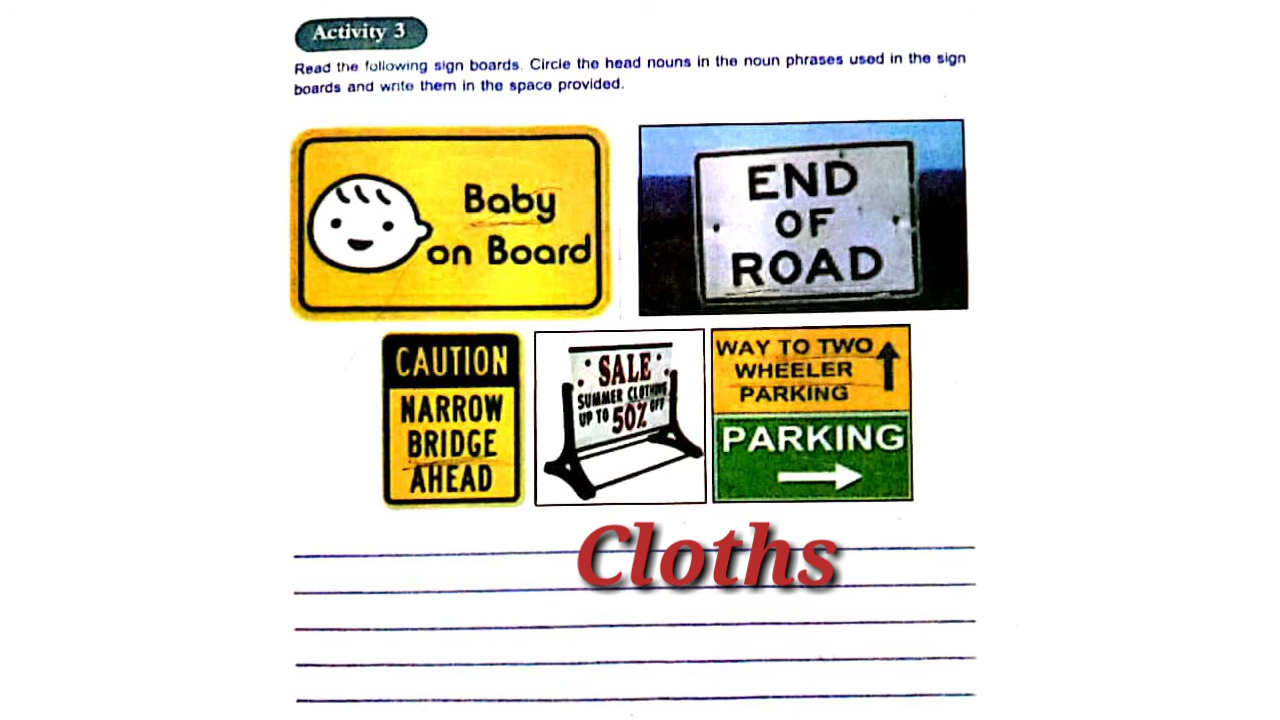 Activity 3
Read the following sign boards. Circle the head nouns in the noun phrases used in the sign
boards and write them in the space provided.
Baby
on Board
END
OF
ROAD
CAUTION
NARROW
BRIDGE
AHEAD
SALE
SUMMER CLOTHING
UP TO 50% OFF
WAY TO TWO
WHEELER
PARKING
PARKING
Cloths